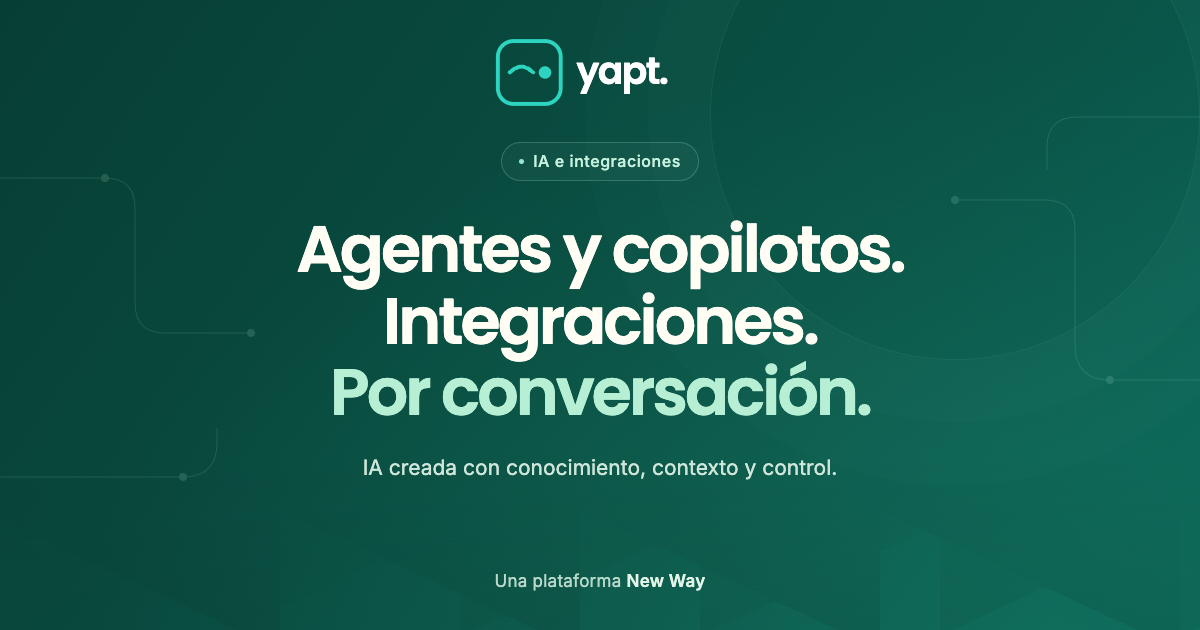 yapt.
• IA e integraciones
Agentes y copilotos.
Integraciones.
Por conversación.
IA creada con conocimiento, contexto y control.
Una plataforma New Way